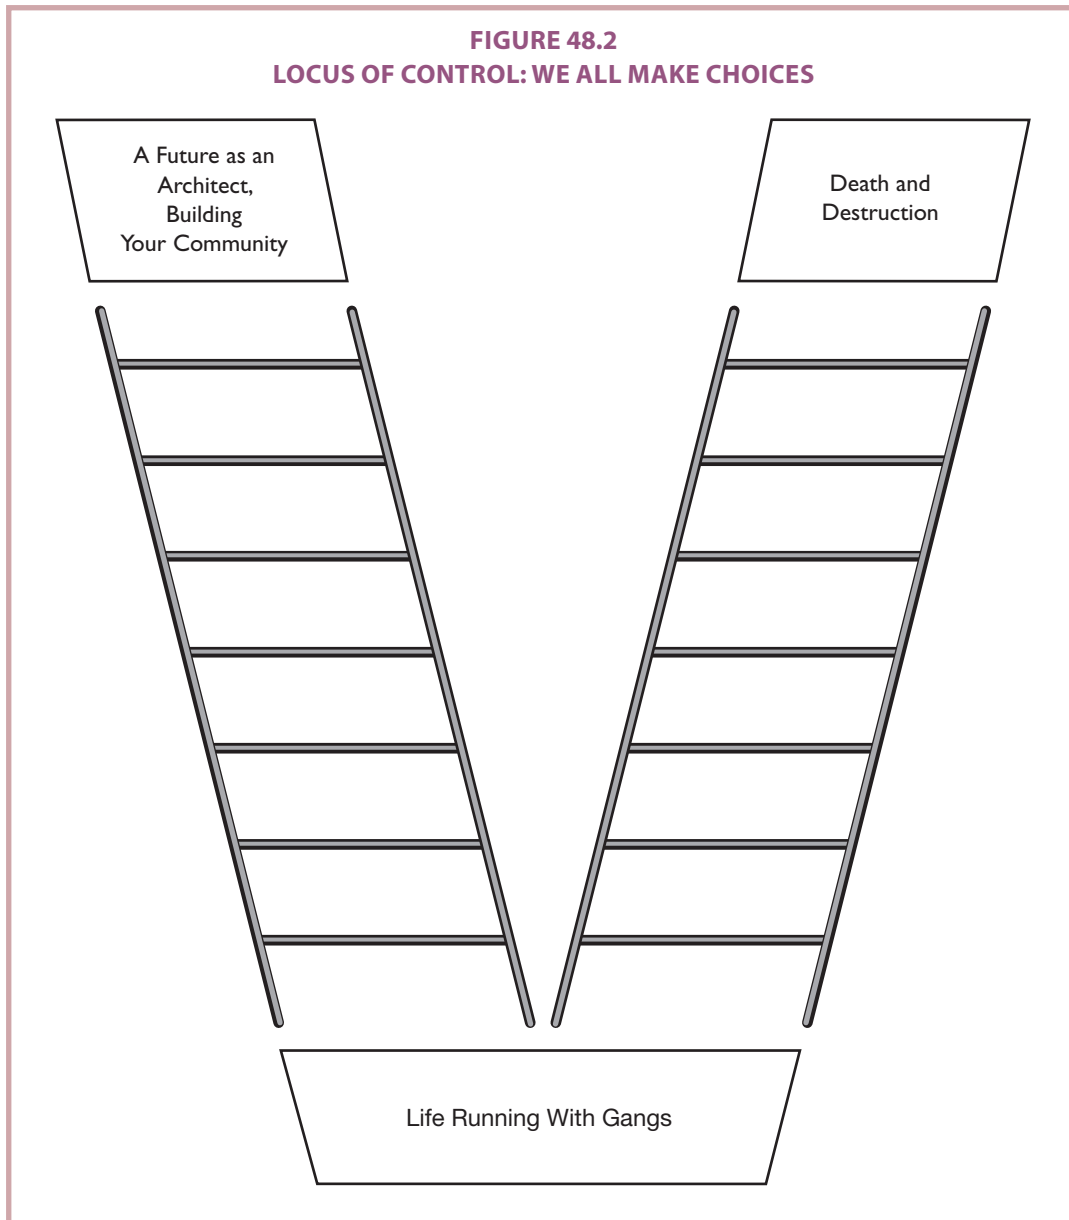 FIGURE 48.2
LOCUS OF CONTROL: WE ALL MAKE CHOICES
A Future as an
Architect,
Building
Your Community
Death and
Destruction
Life Running With Gangs